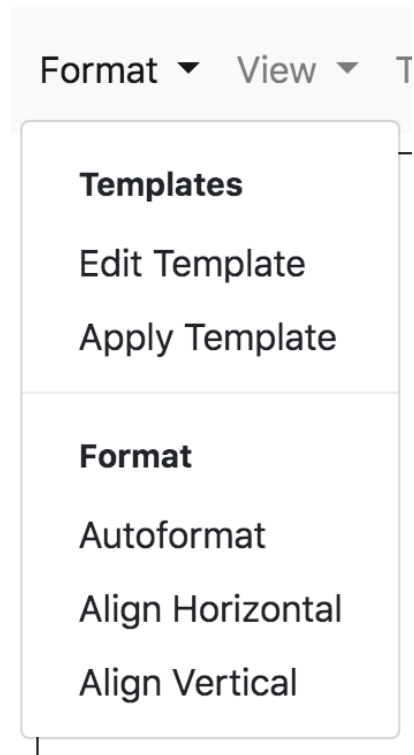 Format View T
Templates
Edit Template
Apply Template
Format
Autoformat
Align Horizontal
Align Vertical